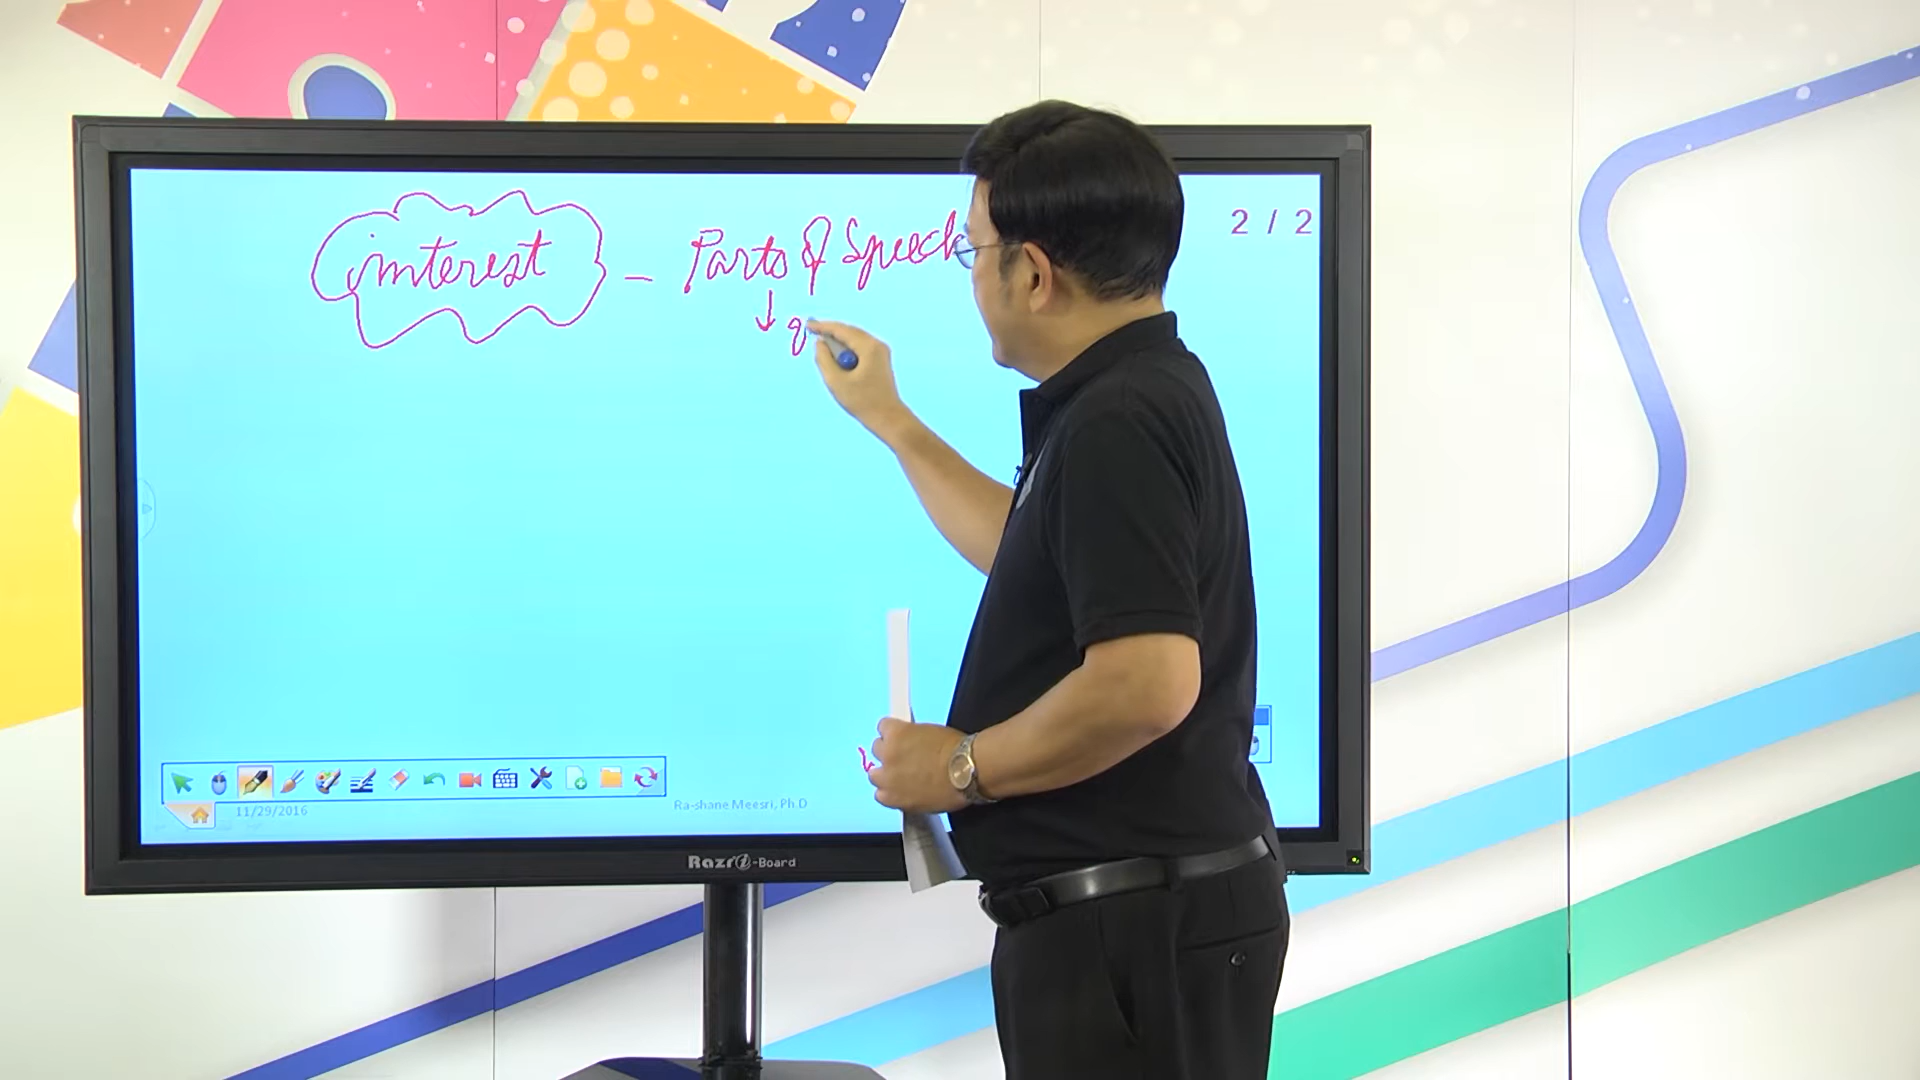 2 / 2
interest – Parts of Speech
↓
11/29/2016
Ra-shane Meesri, Ph.D
Razr i-Board